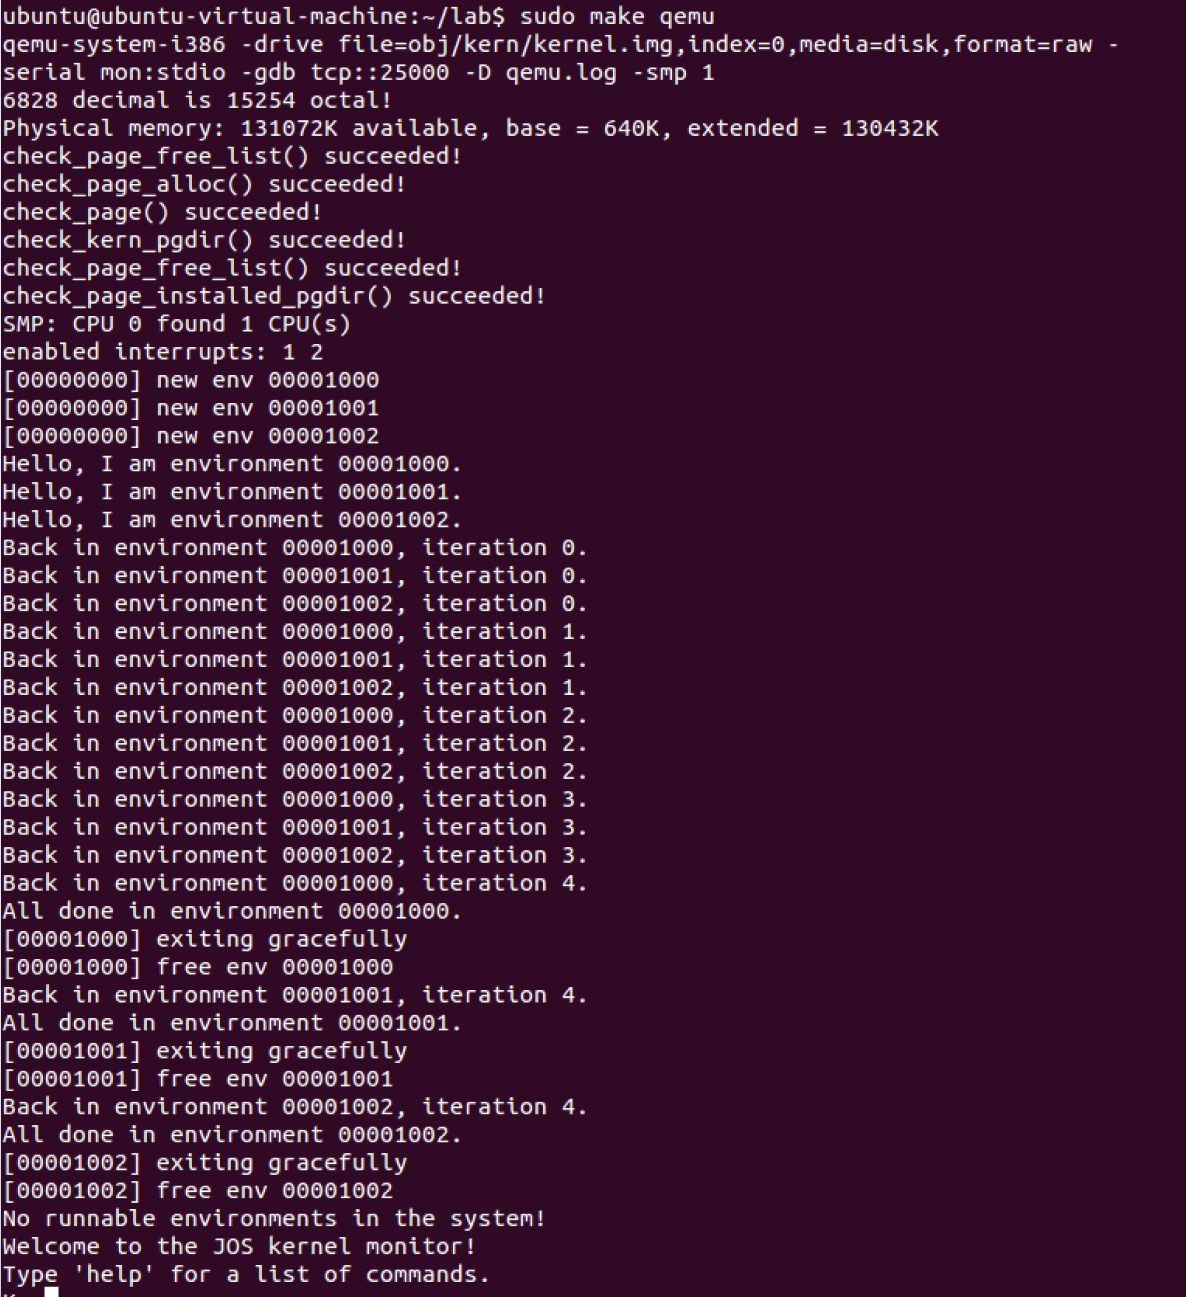 ubuntu@ubuntu-virtual-machine:~/lab$ sudo make qemu
qemu-system-i386 -drive file=obj/kern/kernel.img,index=0,media=disk,format=raw -
serial mon:stdio -gdb tcp::25000 -D qemu.log -smp 1
6828 decimal is 15254 octal!
Physical memory: 131072K available, base = 640K, extended = 130432K
check_page_free_list() succeeded!
check_page_alloc() succeeded!
check_page() succeeded!
check_kern_pgdir() succeeded!
check_page_free_list() succeeded!
check_page_installed_pgdir() succeeded!
SMP: CPU 0 found 1 CPU(s)
enabled interrupts: 1 2
[00000000] new env 00001000
[00000000] new env 00001001
[00000000] new env 00001002
Hello, I am environment 00001000.
Hello, I am environment 00001001.
Hello, I am environment 00001002.
Back in environment 00001000, iteration 0.
Back in environment 00001001, iteration 0.
Back in environment 00001002, iteration 0.
Back in environment 00001000, iteration 1.
Back in environment 00001001, iteration 1.
Back in environment 00001002, iteration 1.
Back in environment 00001000, iteration 2.
Back in environment 00001001, iteration 2.
Back in environment 00001002, iteration 2.
Back in environment 00001000, iteration 3.
Back in environment 00001001, iteration 3.
Back in environment 00001002, iteration 3.
Back in environment 00001000, iteration 4.
All done in environment 00001000.
[00001000] exiting gracefully
[00001000] free env 00001000
Back in environment 00001001, iteration 4.
All done in environment 00001001.
[00001001] exiting gracefully
[00001001] free env 00001001
Back in environment 00001002, iteration 4.
All done in environment 00001002.
[00001002] exiting gracefully
[00001002] free env 00001002
No runnable environments in the system!
Welcome to the JOS kernel monitor!
Type 'help' for a list of commands.